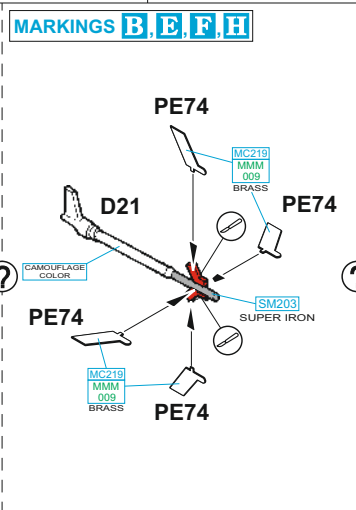 MARKINGS B, E, F, H
PE74
MC219
MMM
009
BRASS
PE74
D21
CAMOUFLAGE
COLOR
?
?
SM203
SUPER IRON
PE74
MC219
MMM
009
BRASS
PE74